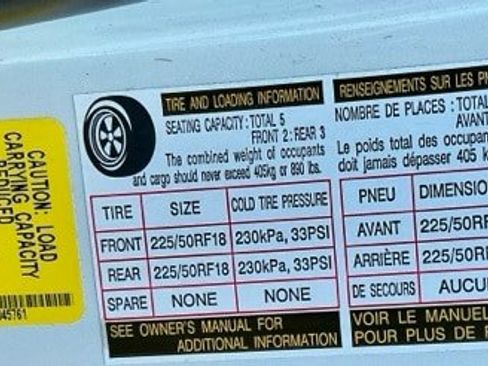 CAUTION: LOAD
CARRYING CAPACITY
REDUCED
045761
TIRE AND LOADING INFORMATION
SEATING CAPACITY: TOTAL 5
FRONT 2: REAR 3
The combined weight of occupants
and cargo should never exceed 405kg or 890 lbs.
TIRE SIZE COLD TIRE PRESSURE
FRONT 225/50RF18 230kPa, 33PSI
REAR 225/50RF18 230kPa, 33PSI
SPARE NONE NONE
SEE OWNER'S MANUAL FOR
ADDITIONAL INFORMATION
RENSEIGNEMENTS SUR LES PN
NOMBRE DE PLACES : TOTAL
AVANT
Le poids total des occupan
doit jamais dépasser 405 k
PNEU DIMENSIO
AVANT 225/50RF
ARRIÈRE 225/50RF
DE SECOURS AUCU
VOIR LE MANUEL
POUR PLUS DE